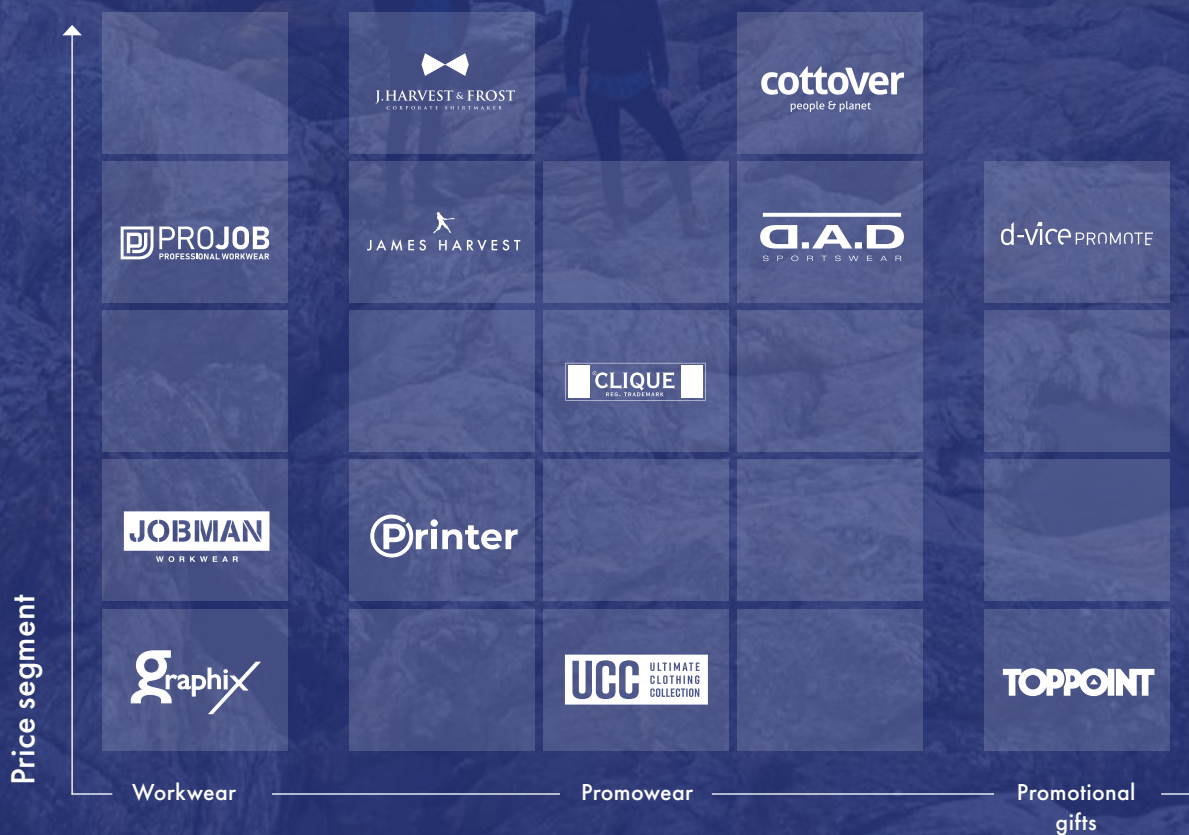 J.HARVEST & FROST
CORPORATE SHIRTMAKER
cottover
people & planet
PJ PROJOB
PROFESSIONAL WORKWEAR
JAMES HARVEST
D.A.D
SPORTSWEAR
d-vice PROMOTE
CLIQUE
REG. TRADEMARK
JOBMAN
WORKWEAR
Printer
graphix
UCC ULTIMATE
CLOTHING
COLLECTION
TOPPOINT
Price segment
Workwear
Promowear
Promotional
gifts